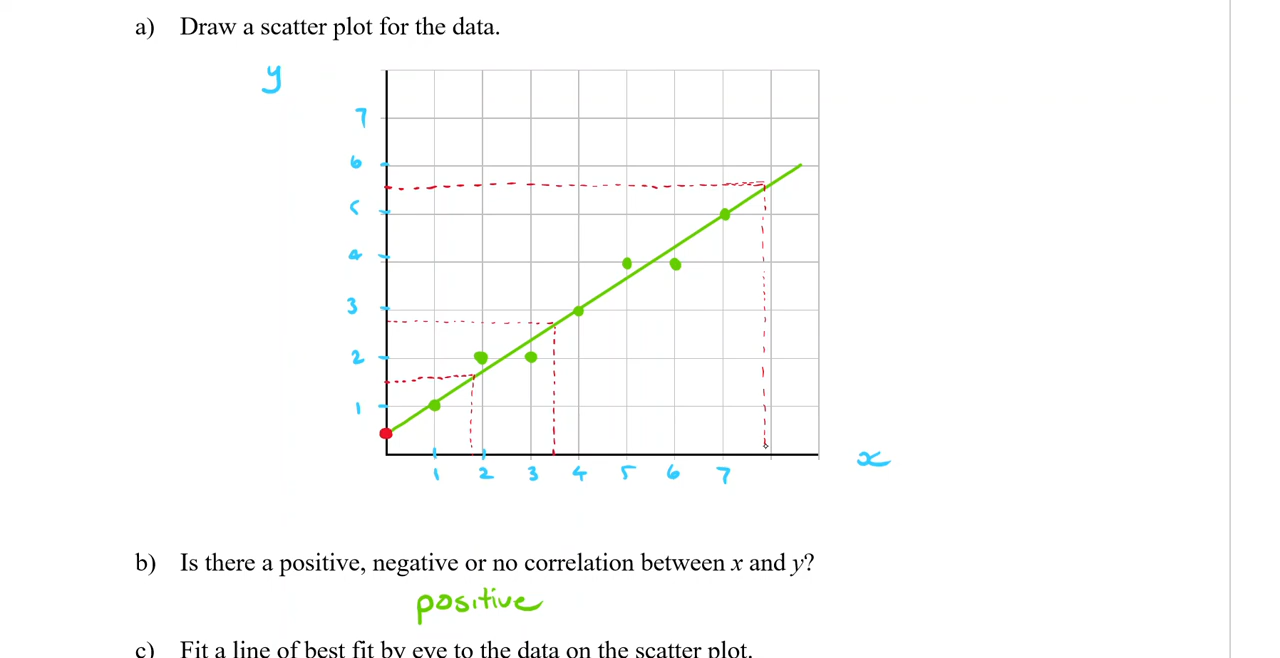 a) Draw a scatter plot for the data.
y
7
6
5
4
3
2
1
1 2 3 4 5 6 7
x
b) Is there a positive, negative or no correlation between x and y?
positive
c) Fit a line of best fit by eye to the data on the scatter plot.